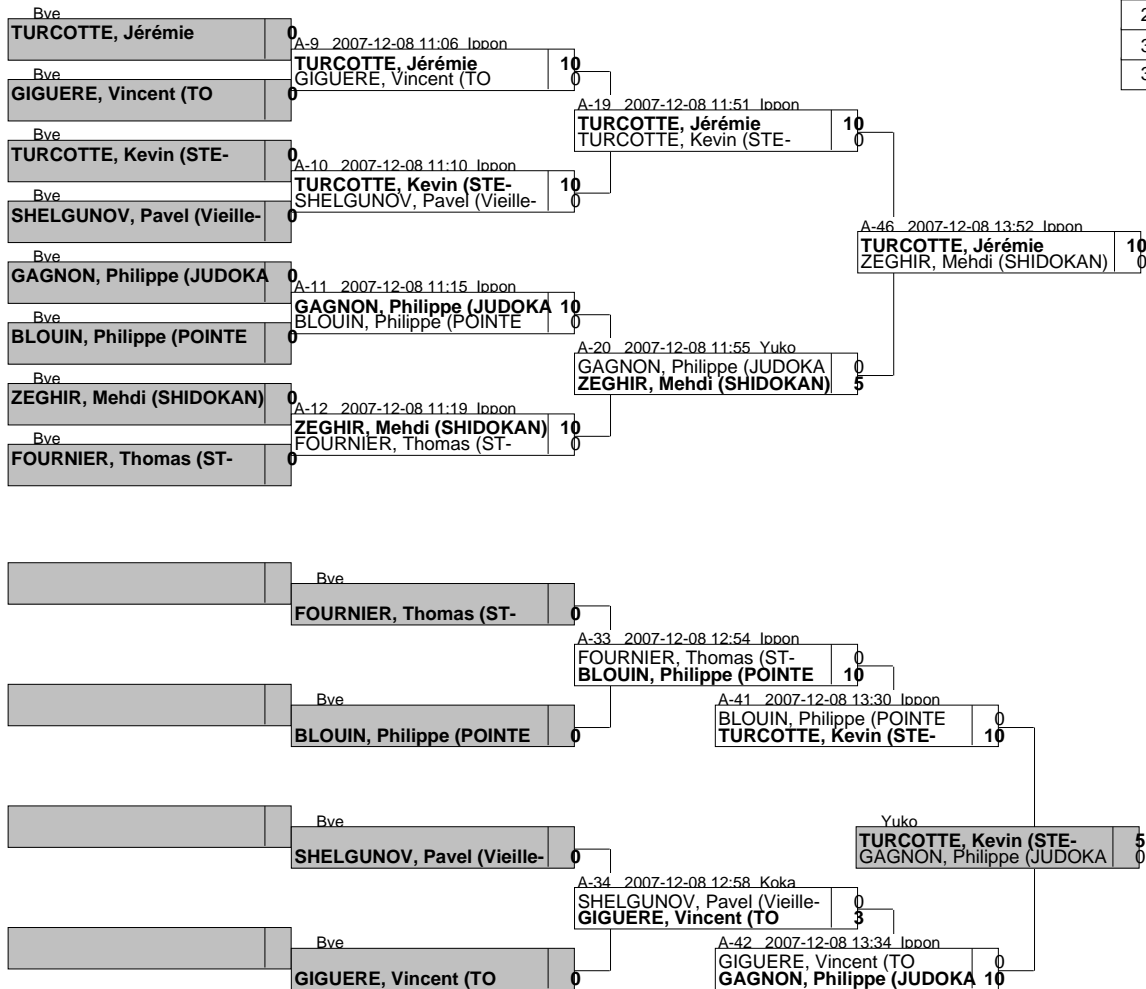 Bye
TURCOTTE, Jérémie 0
Bye
GIGUERE, Vincent (TO 0
Bye
TURCOTTE, Kevin (STE- 0
Bye
SHELGUNOV, Pavel (Vieille- 0
Bye
GAGNON, Philippe (JUDOKA 0
Bye
BLOUIN, Philippe (POINTE 0
Bye
ZEGHIR, Mehdi (SHIDOKAN) 0
Bye
FOURNIER, Thomas (ST- 0
A-9 2007-12-08 11:06 Ippon
TURCOTTE, Jérémie 10
GIGUERE, Vincent (TO 0
A-10 2007-12-08 11:10 Ippon
TURCOTTE, Kevin (STE- 10
SHELGUNOV, Pavel (Vieille- 0
A-11 2007-12-08 11:15 Ippon
GAGNON, Philippe (JUDOKA 10
BLOUIN, Philippe (POINTE 0
A-12 2007-12-08 11:19 Ippon
ZEGHIR, Mehdi (SHIDOKAN) 10
FOURNIER, Thomas (ST- 0
A-19 2007-12-08 11:51 Ippon
TURCOTTE, Jérémie 10
TURCOTTE, Kevin (STE- 0
A-20 2007-12-08 11:55 Yuko
GAGNON, Philippe (JUDOKA 0
ZEGHIR, Mehdi (SHIDOKAN) 5
A-46 2007-12-08 13:52 Ippon
TURCOTTE, Jérémie 10
ZEGHIR, Mehdi (SHIDOKAN) 0
2
3
3
Bye
FOURNIER, Thomas (ST- 0
Bye
BLOUIN, Philippe (POINTE 0
Bye
SHELGUNOV, Pavel (Vieille- 0
Bye
GIGUERE, Vincent (TO 0
A-33 2007-12-08 12:54 Ippon
FOURNIER, Thomas (ST- 0
BLOUIN, Philippe (POINTE 10
A-34 2007-12-08 12:58 Koka
SHELGUNOV, Pavel (Vieille- 0
GIGUERE, Vincent (TO 3
A-41 2007-12-08 13:30 Ippon
BLOUIN, Philippe (POINTE 0
TURCOTTE, Kevin (STE- 10
A-42 2007-12-08 13:34 Ippon
GIGUERE, Vincent (TO 0
GAGNON, Philippe (JUDOKA 10
Yuko
TURCOTTE, Kevin (STE- 5
GAGNON, Philippe (JUDOKA 0